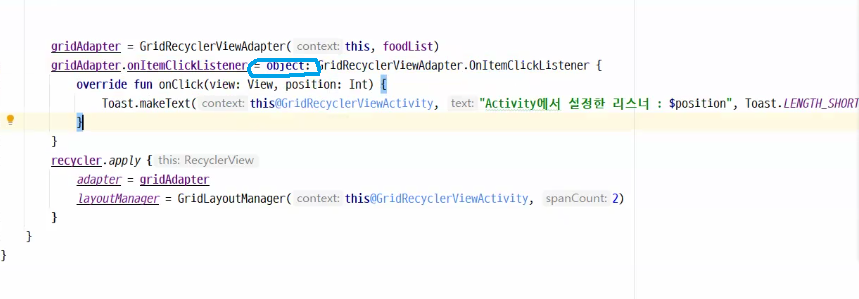 gridAdapter = GridRecyclerViewAdapter( context: this, foodList)
gridAdapter.onItemClickListener = object: GridRecyclerViewAdapter.OnItemClickListener {
override fun onClick(view: View, position: Int) {
Toast.makeText( context: this@GridRecyclerViewActivity, text: "Activity에서 설정한 리스너 : $position", Toast.LENGTH_SHORT
}
}
recycler.apply { this: RecyclerView
adapter = gridAdapter
layoutManager = GridLayoutManager( context: this@GridRecyclerViewActivity, spanCount: 2)
}
}
}